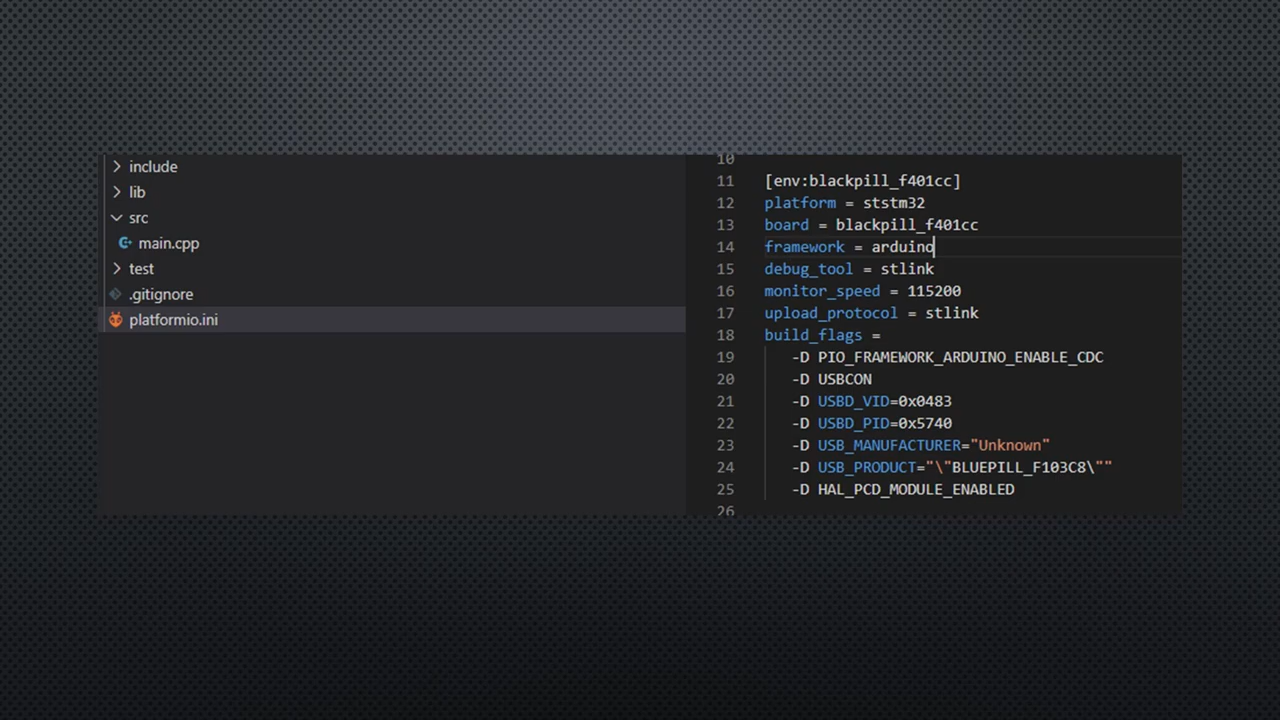 include
lib
src
main.cpp
test
.gitignore
platformio.ini
10
11 [env:blackpill_f401cc]
12 platform = ststm32
13 board = blackpill_f401cc
14 framework = arduino
15 debug_tool = stlink
16 monitor_speed = 115200
17 upload_protocol = stlink
18 build_flags =
19 -D PIO_FRAMEWORK_ARDUINO_ENABLE_CDC
20 -D USBCON
21 -D USBD_VID=0x0483
22 -D USBD_PID=0x5740
23 -D USB_MANUFACTURER="Unknown"
24 -D USB_PRODUCT="\"BLUEPILL_F103C8\""
25 -D HAL_PCD_MODULE_ENABLED
26